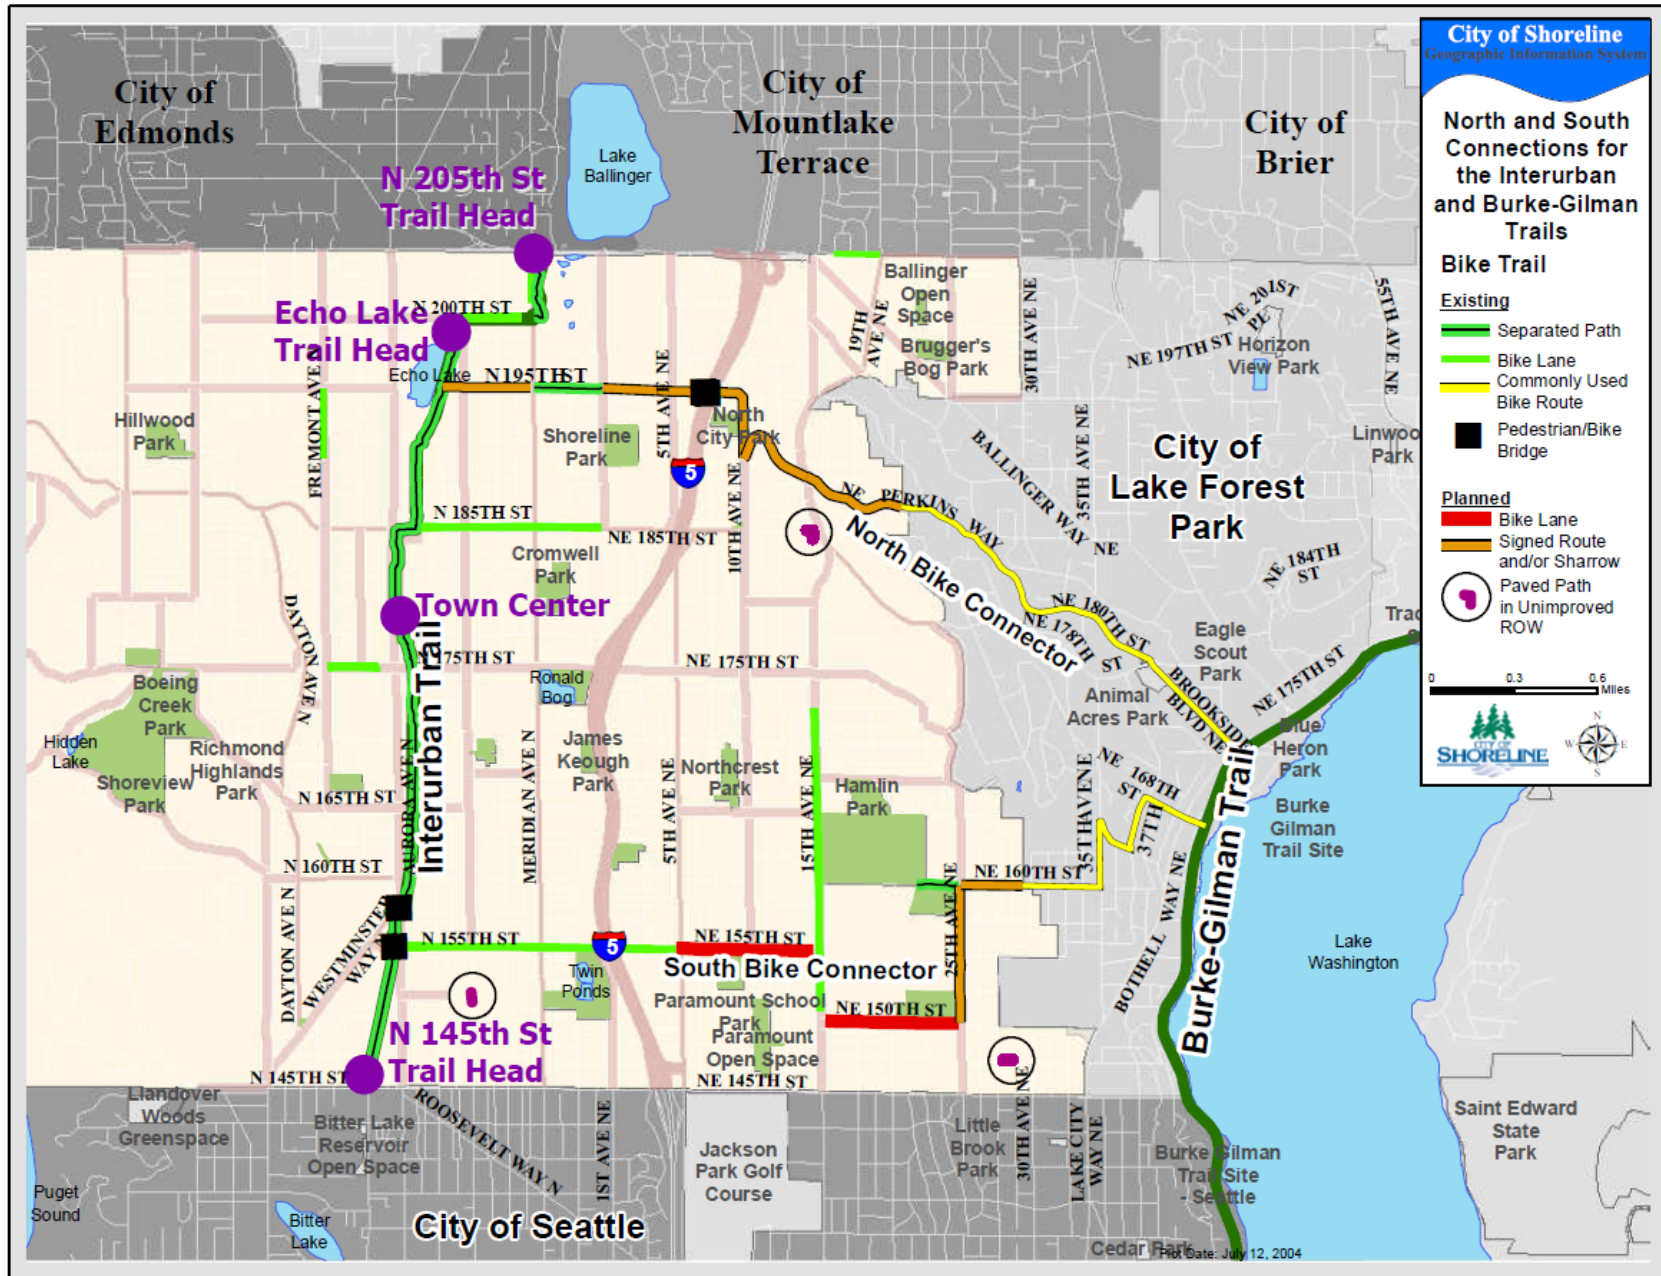 City of
Edmonds
City of
Mountlake
Terrace
City of
Brier
Lake
Ballinger
N 205th St
Trail Head
Echo Lake
Trail Head
N 200TH ST
Echo Lake
N 195TH ST
FREMONT AVE N
Hillwood
Park
Shoreline
Park
5TH AVE NE
North
City Park
5
10TH AVE NE
19TH
AVE NE
Ballinger
Open
Space
Brugger's
Bog Park
30TH AVE NE
NE 201ST
PL
NE 197TH ST
Horizon
View Park
55TH AVE NE
35TH AVE NE
BALLINGER WAY NE
City of
Lake Forest
Park
Linwoo
Park
NE PERKINS WAY
North Bike Connector
N 185TH ST
NE 185TH ST
Cromwell
Park
NE 184TH
ST
NE 180TH ST
NE 178TH ST
Eagle
Scout
Park
Trac
Animal
Acres Park
BROOKSIDE
BLVD NE
NE 175TH ST
Blue
Heron
Park
Town Center
DAYTON AVE N
175TH ST
NE 175TH ST
Ronald
Bog
Boeing
Creek
Park
Hidden
Lake
Shoreview
Park
Richmond
Highlands
Park
Interurban Trail
AURORA AVE N
MERIDIAN AVE N
James
Keough
Park
5TH AVE NE
Northcrest
Park
15TH AVE NE
Hamlin
Park
N 165TH ST
N 160TH ST
NE 168TH
ST
37TH
35TH AVE NE
NE 160TH ST
Burke
Gilman
Trail Site
Burke-Gilman Trail
BOTHELL WAY NE
DAYTON AVE N
WESTMINSTER
WAY N
N 155TH ST
5
NE 155TH ST
South Bike Connector
25TH AVE NE
Twin
Ponds
Paramount School
Park
Paramount
Open Space
NE 150TH ST
Lake
Washington
N 145th St
Trail Head
N 145TH ST
NE 145TH ST
30TH AVE NE
Llandover
Woods
Greenspace
Bitter Lake
Reservoir
Open Space
ROOSEVELT WAY N
1ST AVE NE
Jackson
Park Golf
Course
Little
Brook
Park
LAKE CITY
WAY NE
Burke Gilman
Trail Site
- Seattle
Saint Edward
State
Park
Puget
Sound
Bitter
Lake
City of Seattle
Cedar Park
Plot Date: July 12, 2004
City of Shoreline
Geographic Information System
North and South
Connections for
the Interurban
and Burke-Gilman
Trails
Bike Trail
Existing
Separated Path
Bike Lane
Commonly Used
Bike Route
Pedestrian/Bike
Bridge
Planned
Bike Lane
Signed Route
and/or Sharrow
Paved Path
in Unimproved
ROW
0 0.3 0.6
Miles
CITY OF
SHORELINE
N
W E
S